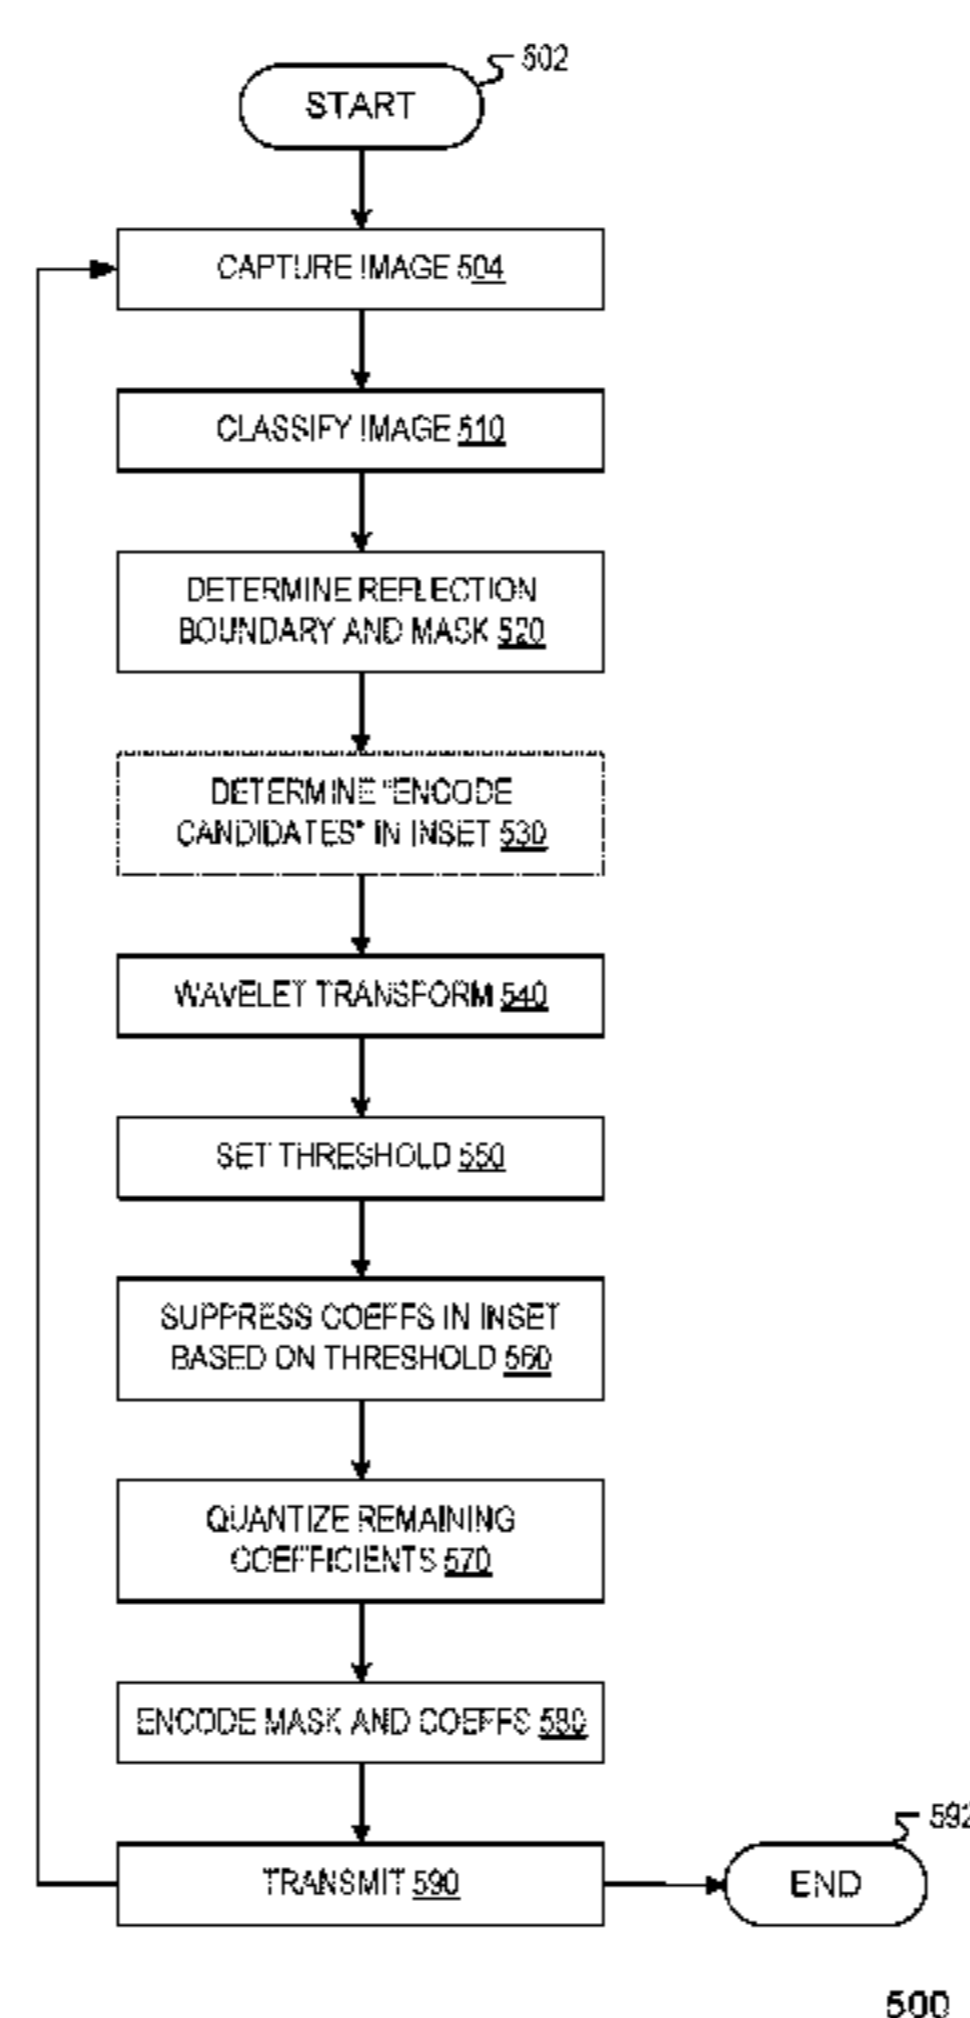 502
START
CAPTURE IMAGE 504
CLASSIFY IMAGE 510
DETERMINE REFLECTION
BOUNDARY AND MASK 520
DETERMINE "ENCODE
CANDIDATES" IN INSET 530
WAVELET TRANSFORM 540
SET THRESHOLD 550
SUPPRESS COEFFS IN INSET
BASED ON THRESHOLD 560
QUANTIZE REMAINING
COEFFICIENTS 570
ENCODE MASK AND COEFFS 580
592
TRANSMIT 590
END
500